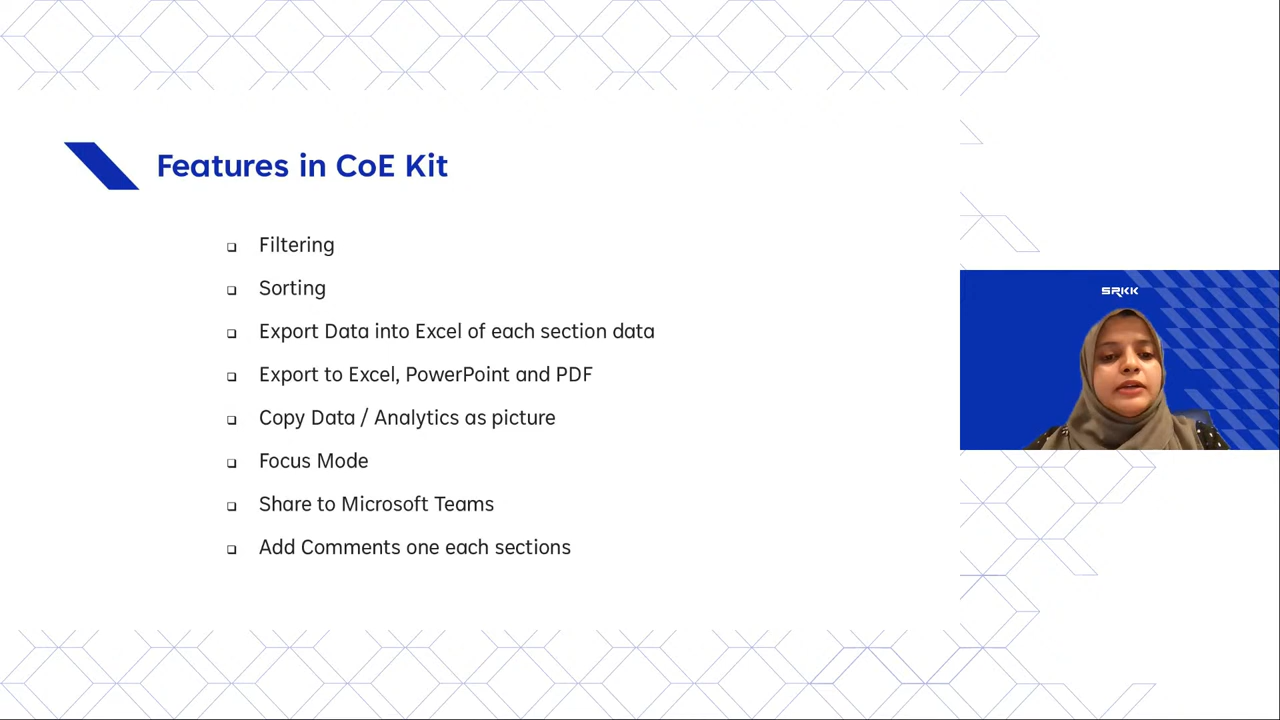 Features in CoE Kit
Filtering
Sorting
Export Data into Excel of each section data
Export to Excel, PowerPoint and PDF
Copy Data / Analytics as picture
Focus Mode
Share to Microsoft Teams
Add Comments one each sections
SRKK